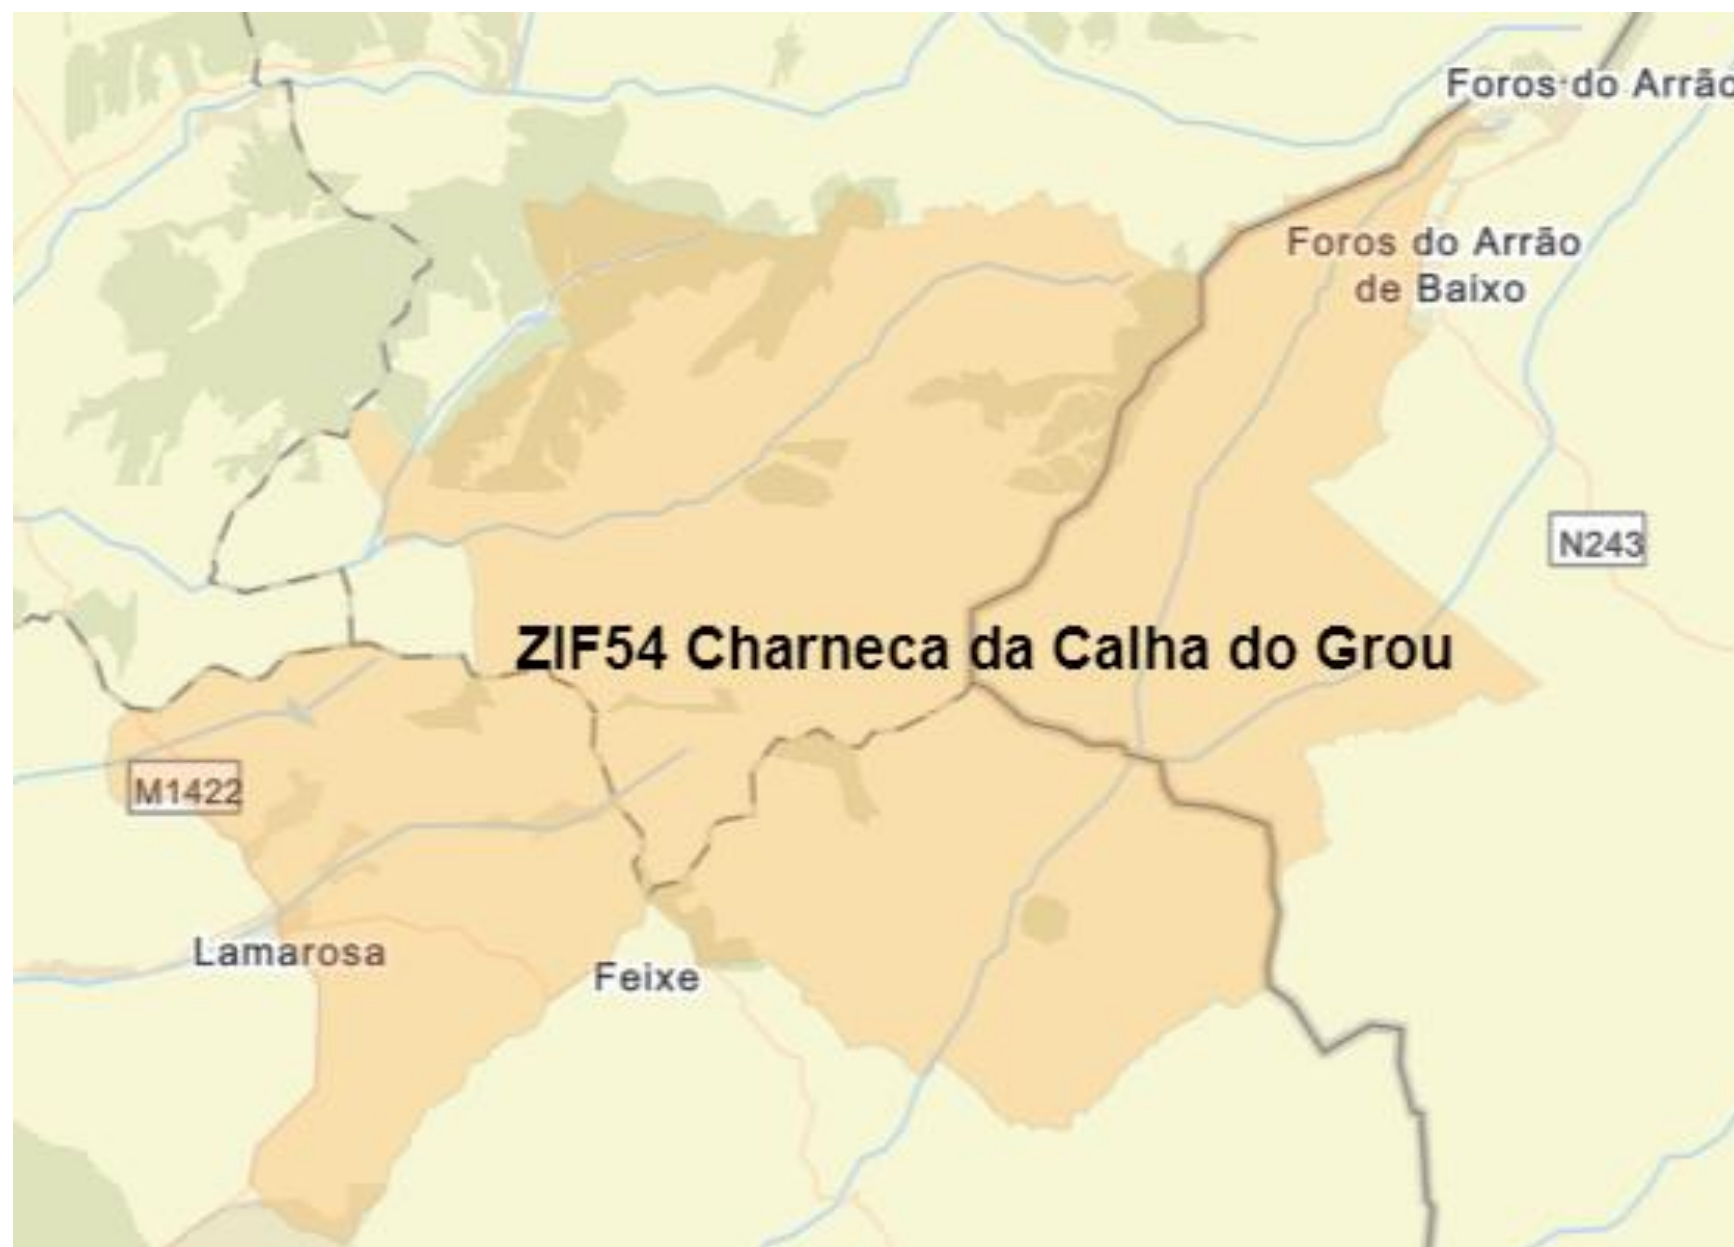 Foros do Arrão
Foros do Arrão
de Baixo
N243
ZIF54 Charneca da Calha do Grou
M1422
Lamarosa
Feixe